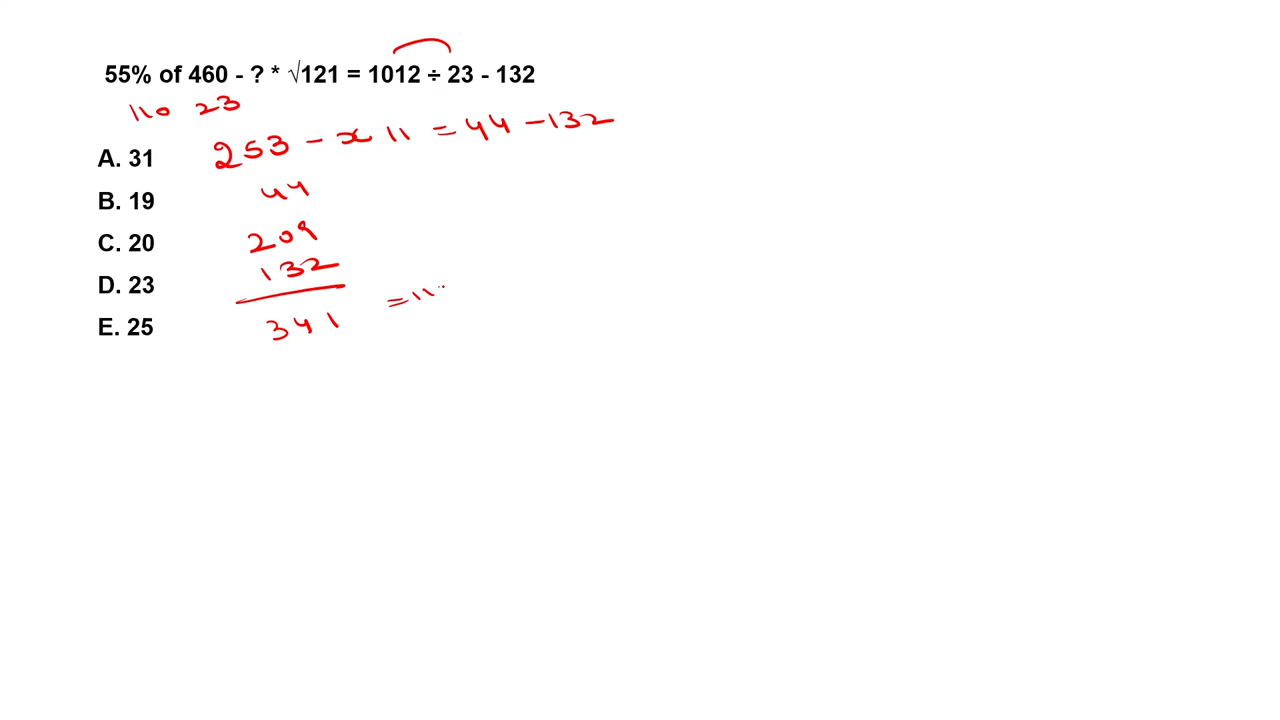 55% of 460 - ? * √121 = 1012 ÷ 23 - 132
110 23
253 - x 11 = 44 - 132
A. 31
B. 19
44
C. 20
209
132
D. 23
341 = 11.
E. 25